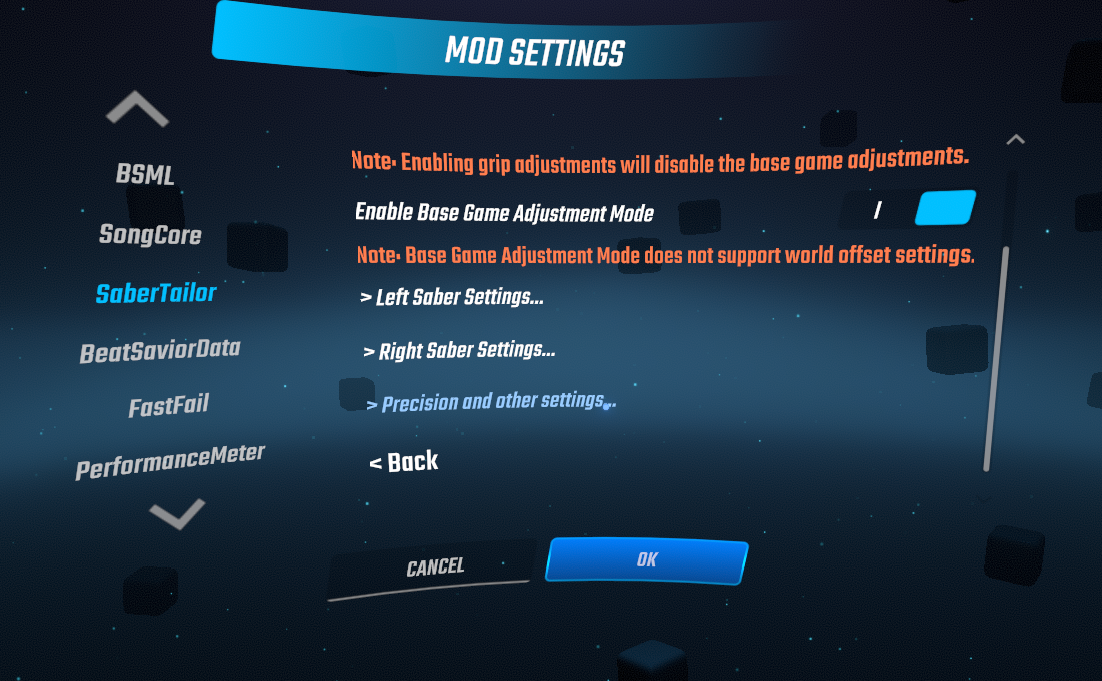 MOD SETTINGS
BSML
SongCore
SaberTailor
BeatSaviorData
FastFail
PerformanceMeter
Note: Enabling grip adjustments will disable the base game adjustments.
Enable Base Game Adjustment Mode I
Note: Base Game Adjustment Mode does not support world offset settings.
> Left Saber Settings...
> Right Saber Settings...
> Precision and other settings...
< Back
CANCEL
OK